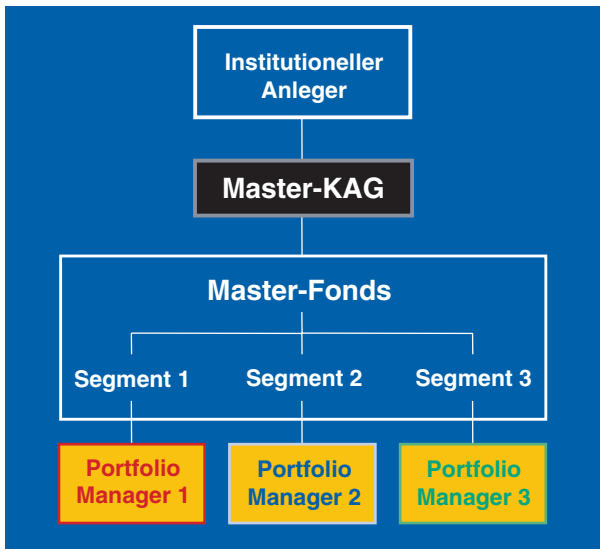 Institutioneller
Anleger
Master-KAG
Master-Fonds
Segment 1 Segment 2 Segment 3
Portfolio Portfolio Portfolio
Manager 1 Manager 2 Manager 3